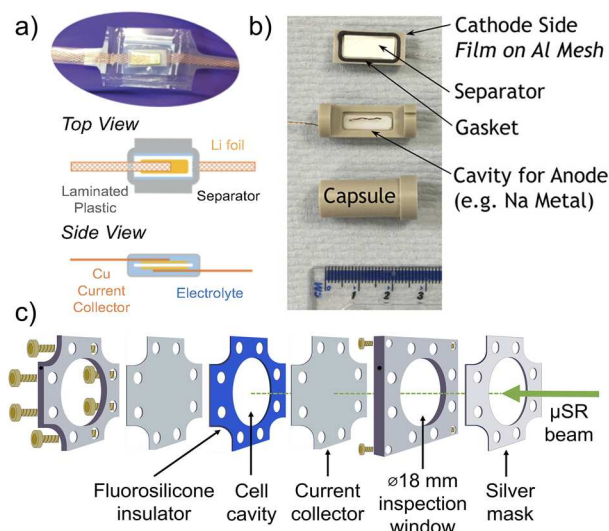 a)
Top View
Li foil
Laminated
Plastic
Separator
Side View
Cu
Current
Collector
Electrolyte
b)
Cathode Side
Film on Al Mesh
Separator
Gasket
Cavity for Anode
(e.g. Na Metal)
Capsule
CM 1 2 3
c)
µSR
beam
Fluorosilicone
insulator
Cell
cavity
Current
collector
⌀18 mm
inspection
window
Silver
mask